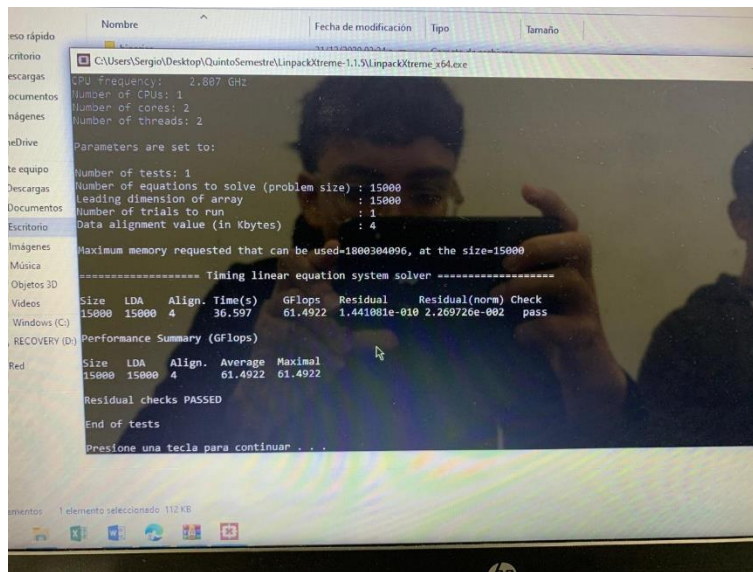 Nombre Fecha de modificación Tipo Tamaño
eso rápido
critorio
escargas
ocumentos
mágenes
neDrive
te equipo
Descargas
Documentos
Escritorio
Imágenes
Música
Objetos 3D
Videos
Windows (C:)
RECOVERY (D:)
Red
C:\Users\Sergio\Desktop\QuintoSemestre\LinpackXtreme-1.1.5\LinpackXtreme_x64.exe
CPU frequency: 2.807 GHz
Number of CPUs: 1
Number of cores: 2
Number of threads: 2
Parameters are set to:
Number of tests: 1
Number of equations to solve (problem size) : 15000
Leading dimension of array : 15000
Number of trials to run : 1
Data alignment value (in Kbytes) : 4
Maximum memory requested that can be used=1800304096, at the size=15000
=================== Timing linear equation system solver ===================
Size LDA Align. Time(s) GFlops Residual Residual(norm) Check
15000 15000 4 36.597 61.4922 1.441081e-010 2.269726e-002 pass
Performance Summary (GFlops)
Size LDA Align. Average Maximal
15000 15000 4 61.4922 61.4922
Residual checks PASSED
End of tests
Presione una tecla para continuar . . .
ementos 1 elemento seleccionado 112 KB
hp